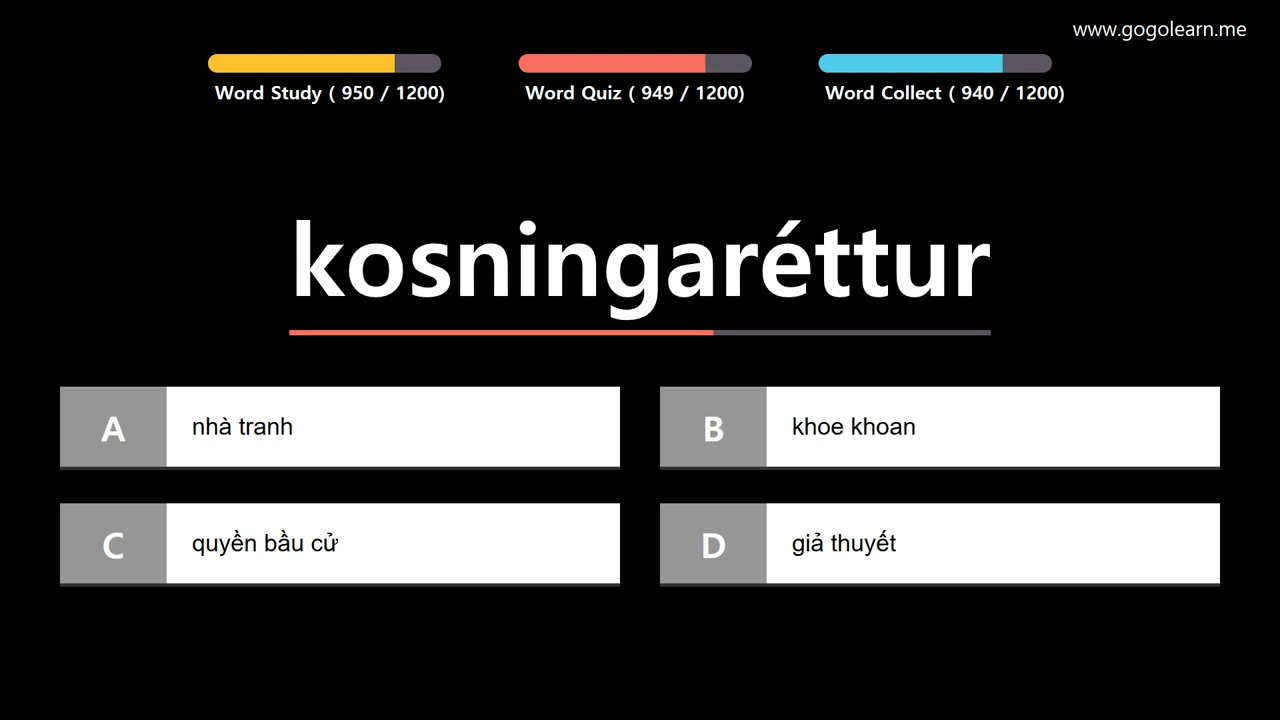 www.gogolearn.me
Word Study ( 950 / 1200)
Word Quiz ( 949 / 1200)
Word Collect ( 940 / 1200)
kosningaréttur
A
nhà tranh
B
khoe khoan
C
quyền bầu cử
D
giả thuyết